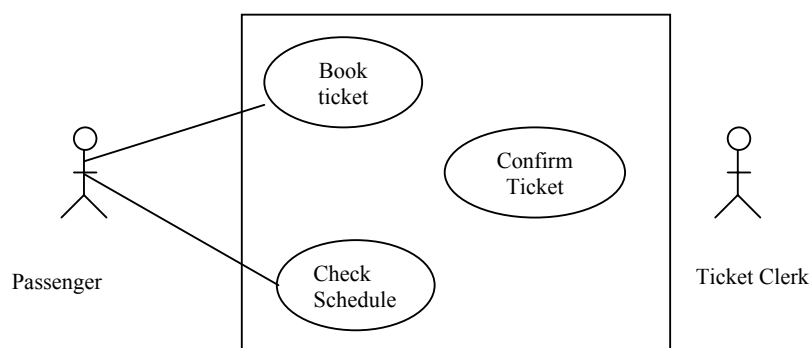 Book
ticket
Confirm
Ticket
Check
Schedule
Passenger
Ticket Clerk